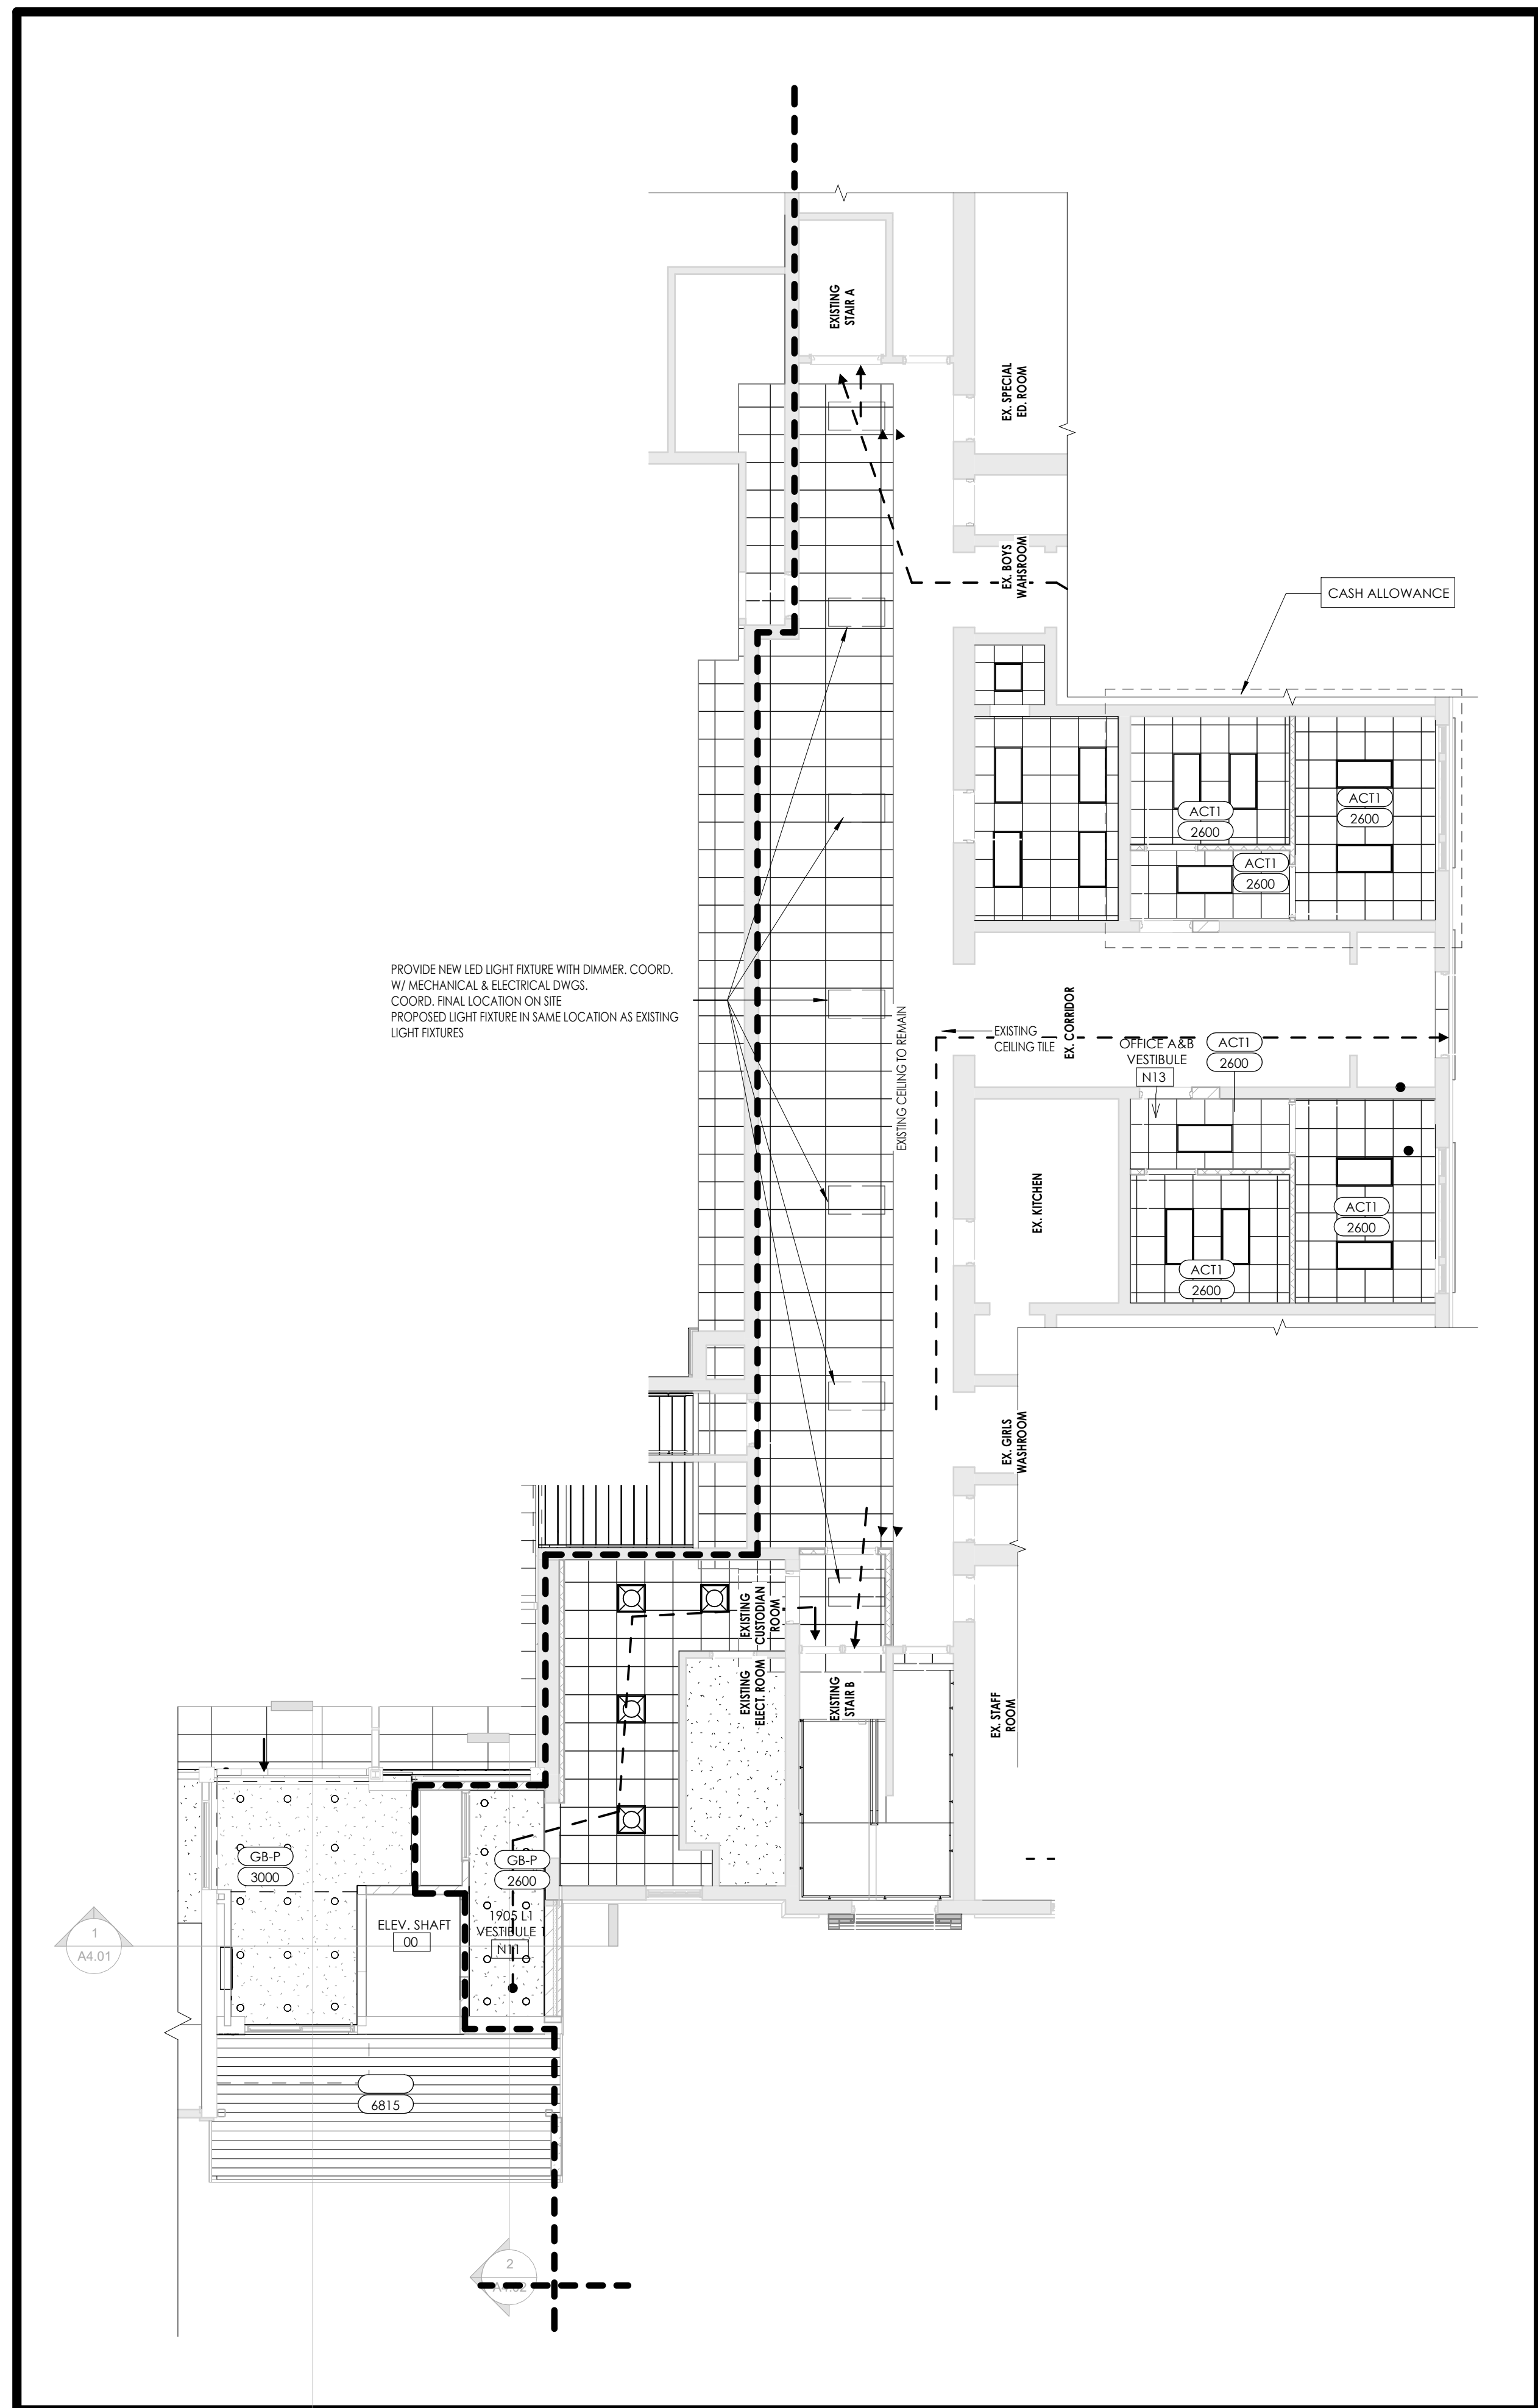 EXISTING
STAIR A
EX. SPECIAL
ED. ROOM
EX. BOYS
WAHSROOM
CASH ALLOWANCE
ACT1
2600
ACT1
2600
ACT1
2600
PROVIDE NEW LED LIGHT FIXTURE WITH DIMMER. COORD.
W/ MECHANICAL & ELECTRICAL DWGS.
COORD. FINAL LOCATION ON SITE
PROPOSED LIGHT FIXTURE IN SAME LOCATION AS EXISTING
LIGHT FIXTURES
EXISTING CEILING TO REMAIN
EXISTING
CEILING TILE
EX. CORRIDOR
OFFICE A&B
VESTIBULE
N13
ACT1
2600
EX. KITCHEN
ACT1
2600
ACT1
2600
EX. GIRLS
WASHROOM
EXISTING
CUSTODIAN
ROOM
EXISTING
ELECT. ROOM
EXISTING
STAIR B
EX. STAFF
ROOM
GB-P
3000
GB-P
2600
ELEV. SHAFT
00
1905 L1
VESTIBULE 1
N11
1
A4.01
6815
2
A4.02